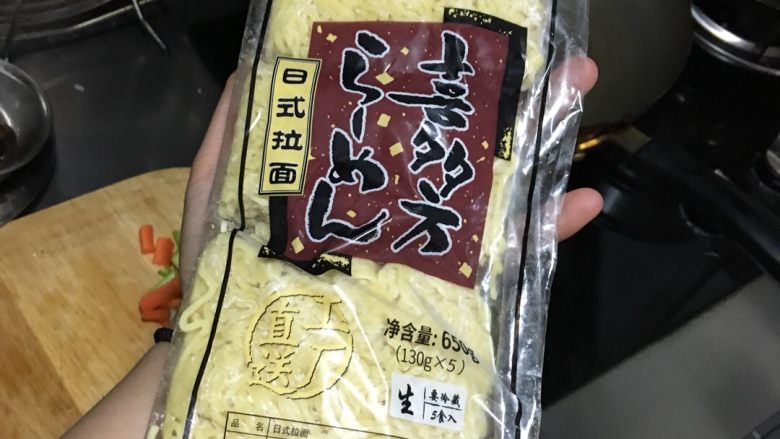 喜多方
らーめん
日式拉面
工厂
直送
净含量: 650g
(130g×5)
生
要冷藏
5食入
品 名 日式拉面